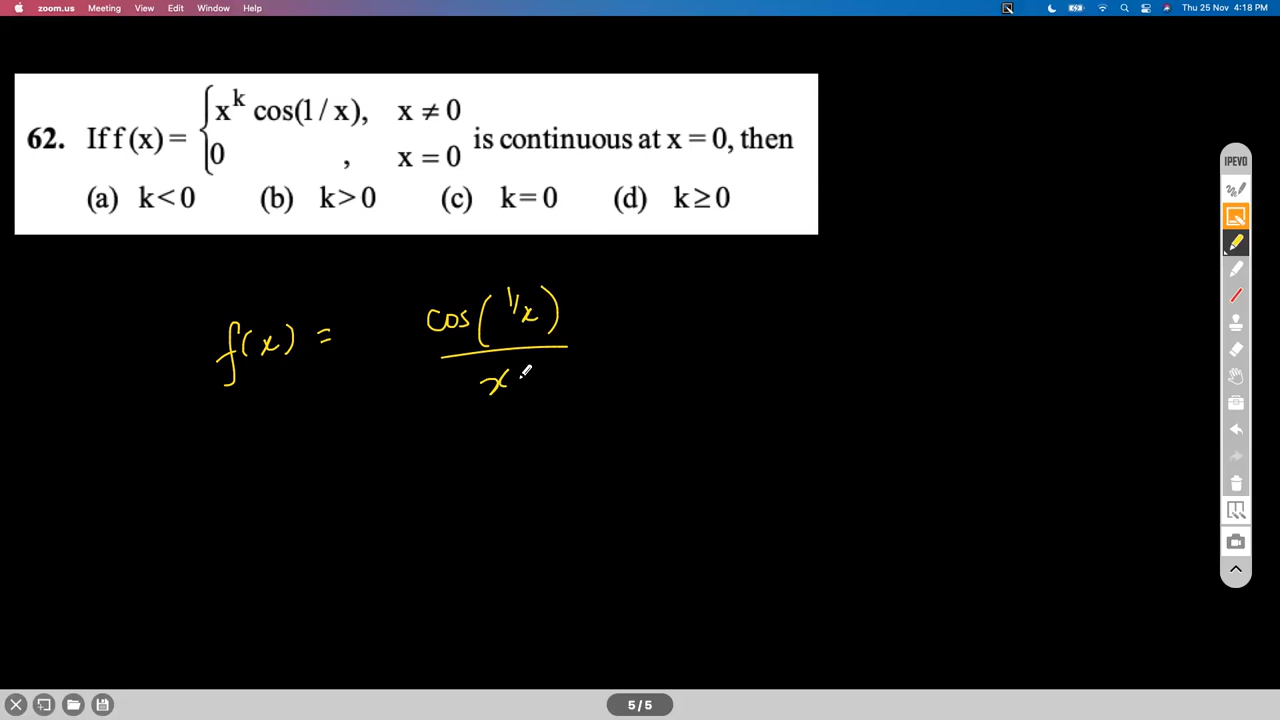 zoom.us Meeting View Edit Window Help Thu 25 Nov 4:18 PM
62. If f (x) = { x^k cos(1 / x), x ≠ 0
0 , x = 0 is continuous at x = 0, then
(a) k < 0 (b) k > 0 (c) k = 0 (d) k ≥ 0
IPEVO
f(x) = cos(1/x)
x
5 / 5